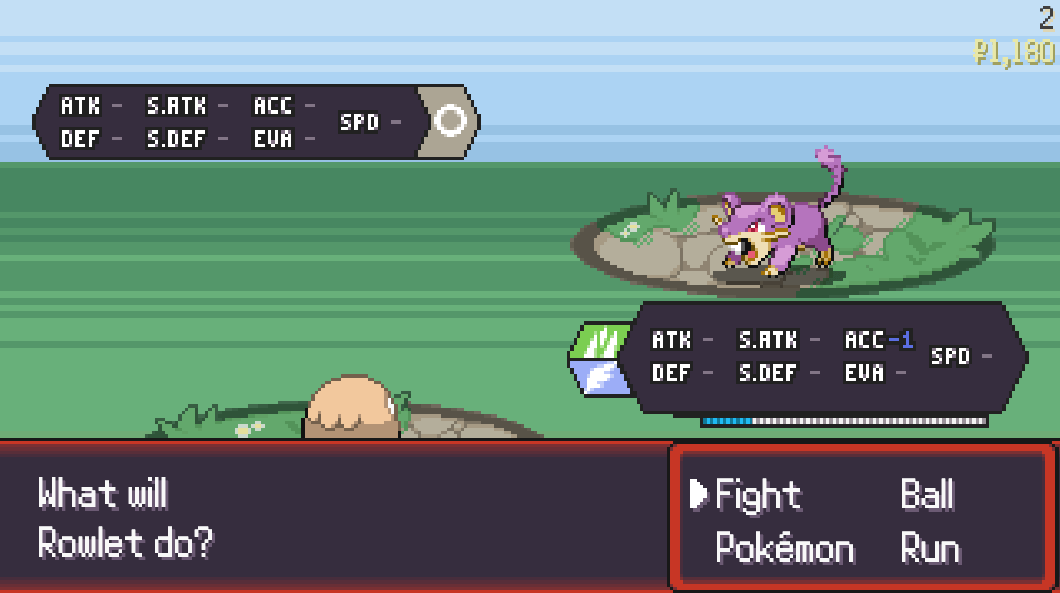 2
₽1,180
ATK - S.ATK - ACC - SPD -
DEF - S.DEF - EVA -
ATK - S.ATK - ACC -1 SPD -
DEF - S.DEF - EVA -
What will
Rowlet do?
Fight Ball
Pokémon Run